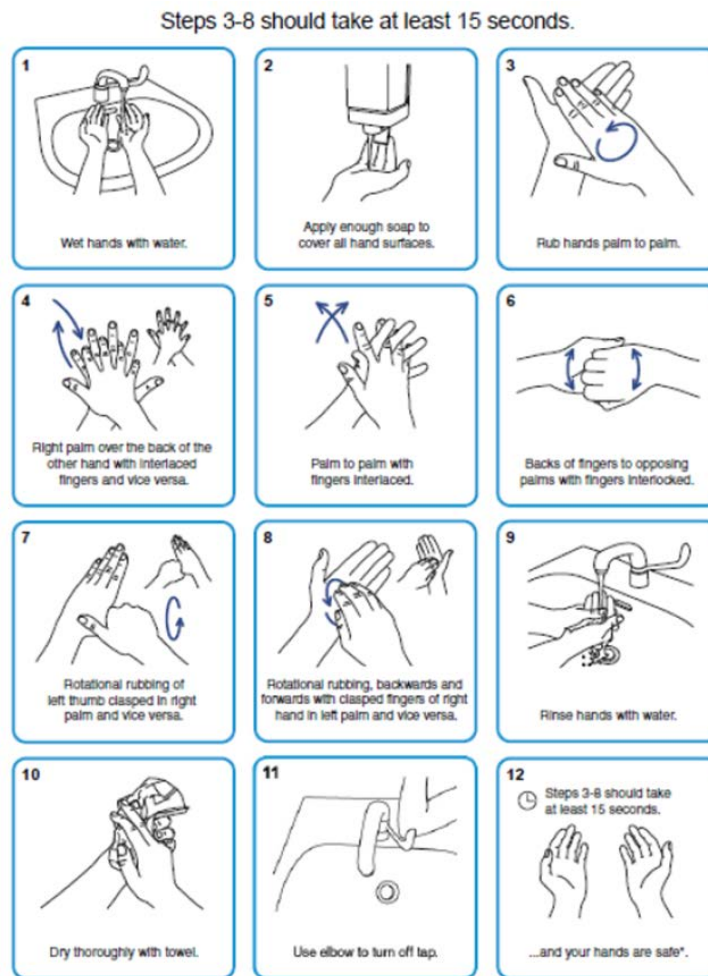 Steps 3-8 should take at least 15 seconds.
1
Wet hands with water.
2
Apply enough soap to
cover all hand surfaces.
3
Rub hands palm to palm.
4
Right palm over the back of the
other hand with interlaced
fingers and vice versa.
5
Palm to palm with
fingers interlaced.
6
Backs of fingers to opposing
palms with fingers interlocked.
7
Rotational rubbing of
left thumb clasped in right
palm and vice versa.
8
Rotational rubbing, backwards and
forwards with clasped fingers of right
hand in left palm and vice versa.
9
Rinse hands with water.
10
Dry thoroughly with towel.
11
Use elbow to turn off tap.
12
Steps 3-8 should take
at least 15 seconds.
...and your hands are safe*.